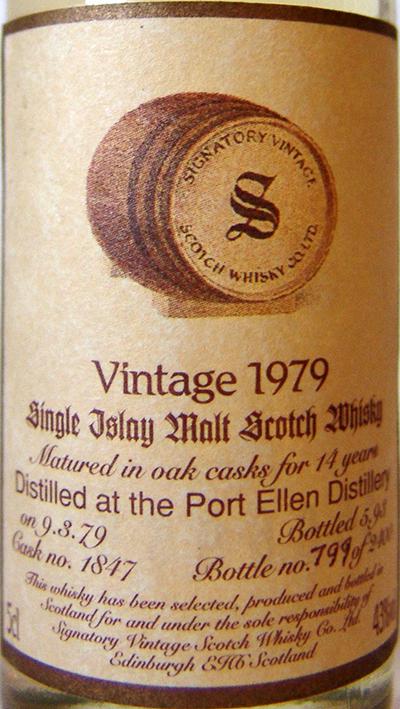 SIGNATORY VINTAGE
S
SCOTCH WHISKY CO. LTD.
Vintage 1979
Single Islay Malt Scotch Whisky
Matured in oak casks for 14 years
Distilled at the Port Ellen Distillery
on 9.3.79 Bottled 5.93
Cask no. 1847 Bottle no. 799 of
This whisky has been selected, produced and bottled in
Scotland for and under the sole responsibility of
Signatory Vintage Scotch Whisky Co. Ltd.
Edinburgh EH6 Scotland
5cl 43%